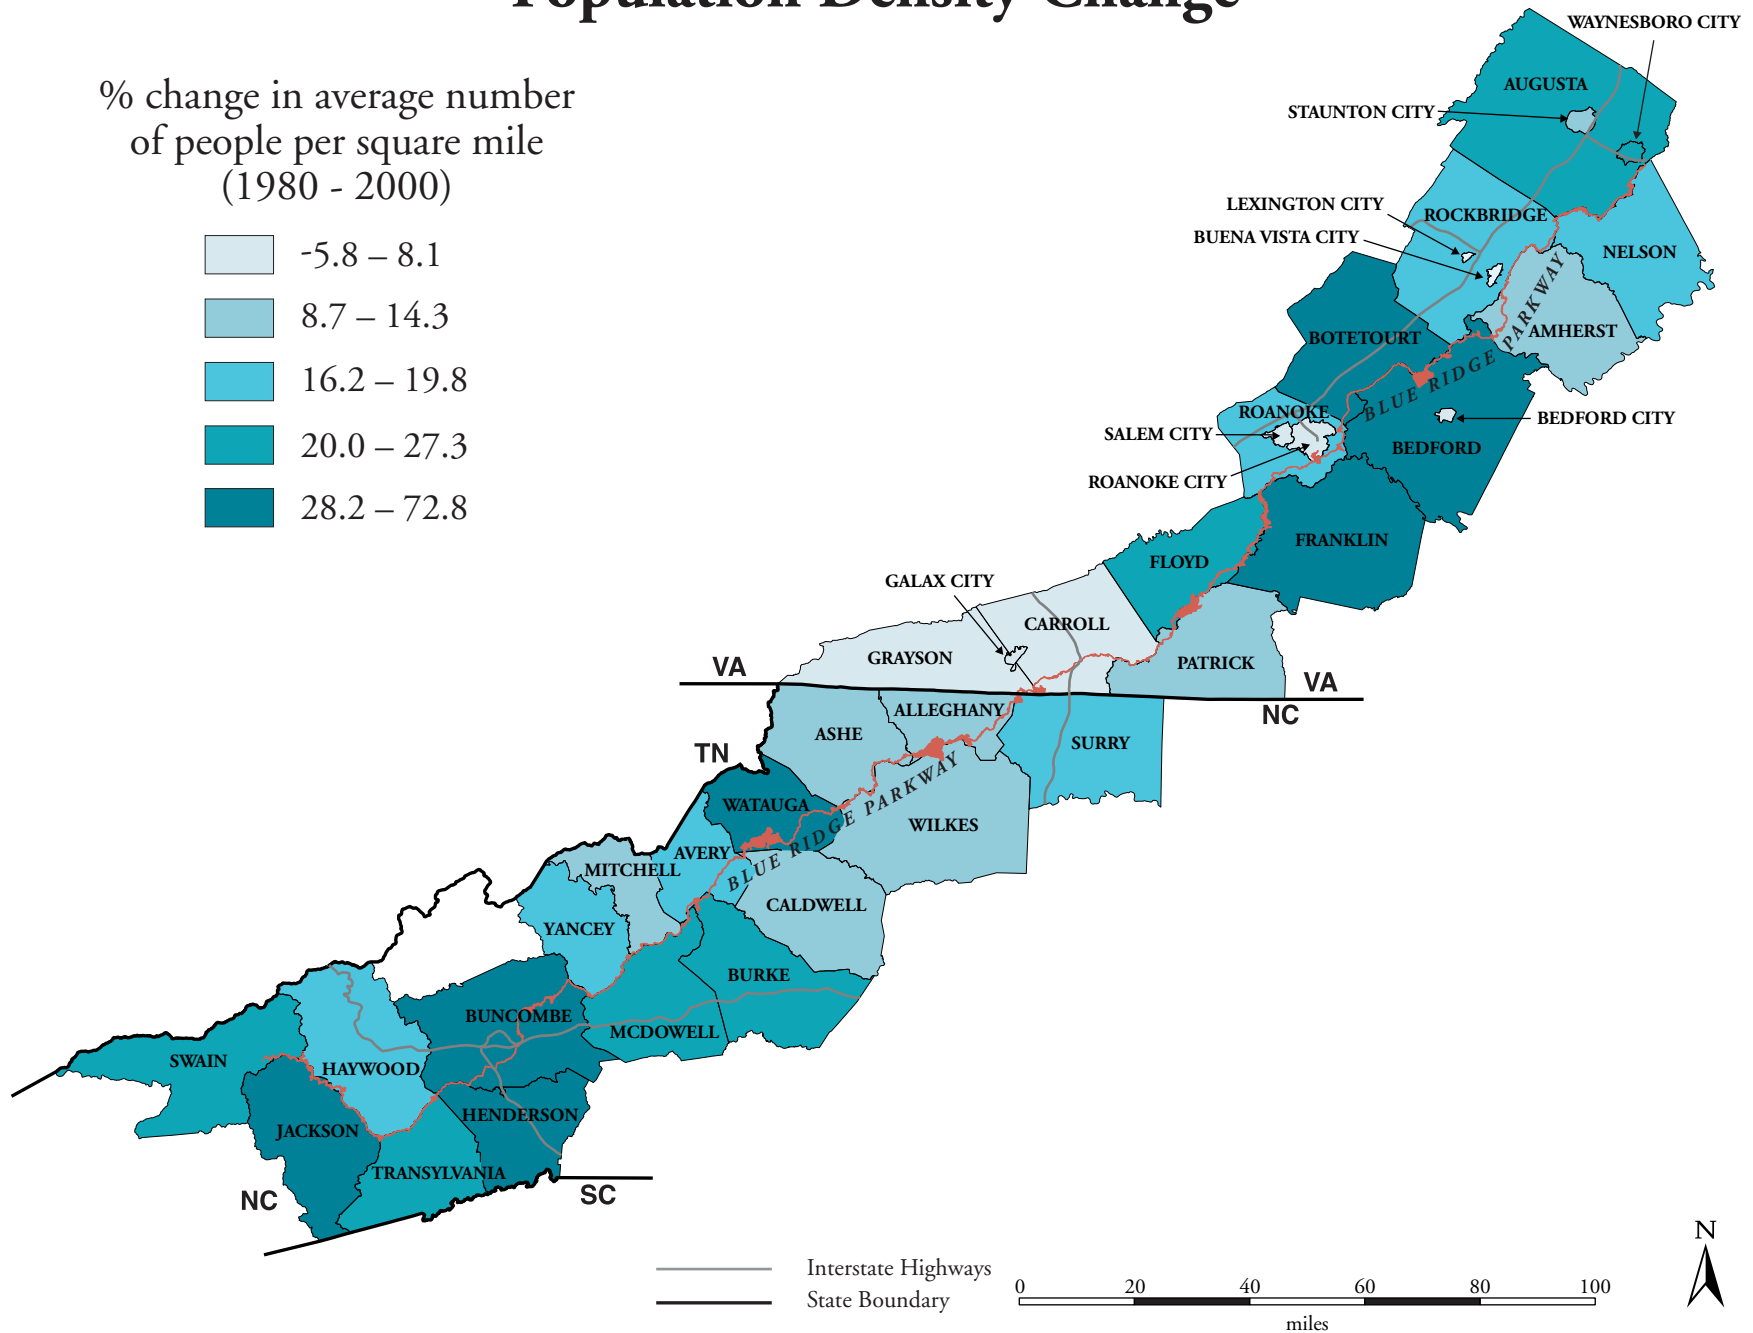 Population Density Change
% change in average number
of people per square mile
(1980 - 2000)
-5.8 – 8.1
8.7 – 14.3
16.2 – 19.8
20.0 – 27.3
28.2 – 72.8
WAYNESBORO CITY
AUGUSTA
STAUNTON CITY
LEXINGTON CITY
ROCKBRIDGE
BUENA VISTA CITY
NELSON
BOTETOURT
AMHERST
BLUE RIDGE PARKWAY
ROANOKE
BEDFORD CITY
SALEM CITY
BEDFORD
ROANOKE CITY
FRANKLIN
FLOYD
GALAX CITY
CARROLL
GRAYSON
PATRICK
VA
VA
NC
ALLEGHANY
ASHE
SURRY
TN
WATAUGA
BLUE RIDGE PARKWAY
WILKES
AVERY
MITCHELL
CALDWELL
YANCEY
BURKE
BUNCOMBE
MCDOWELL
SWAIN
HAYWOOD
HENDERSON
JACKSON
TRANSYLVANIA
NC
SC
Interstate Highways
State Boundary
0 20 40 60 80 100
miles
N